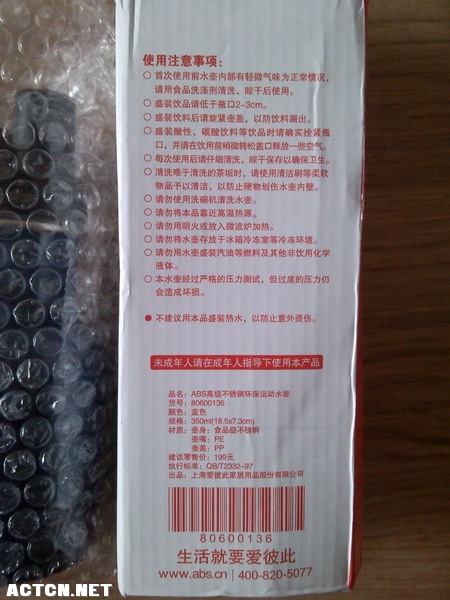 使用注意事项：
○ 首次使用前水壶内部有轻微气味为正常情况，
请用食品洗涤剂清洗、晾干后使用。
○ 盛装饮品请低于瓶口2-3cm。
○ 盛装饮料后请旋紧壶盖，以防饮料漏出。
○ 盛装酸性、碳酸饮料等饮品时请确实拴紧瓶
口，并请在饮用前稍微转松盖口释放一些空气。
○ 每次使用后请仔细清洗，晾干保存以确保卫生。
○ 清洗难于清洗的茶垢时，请使用清洁刷等柔软
物品予以清洁，以防止硬物划伤水壶内壁。
○ 请勿使用洗碗机清洗水壶。
○ 请勿将本品靠近高温热源。
○ 请勿用明火或放入微波炉加热。
○ 请勿将水壶存放于冰箱冷冻室等冷冻环境。
○ 请勿用水壶盛装汽油等燃料及其他非饮用化学
液体。
○ 本水壶经过严格的压力测试，但过度的压力仍
会造成坏损。
● 不建议用本品盛装热水，以防止意外烫伤。
未成年人请在成年人指导下使用本产品
品名：ABS高级不锈钢环保运动水壶
货号：80600136
颜色：蓝色
规格：350ml(18.5x7.3cm)
材质：壶身：食品级不锈钢
壶嘴：PE
壶盖：PP
建议零售价：199元
执行标准：QB/T2332-97
出品：上海爱彼此家居用品股份有限公司
80600136
生活就要爱彼此
www.abs.cn | 400-820-5077
ACTCN.NET